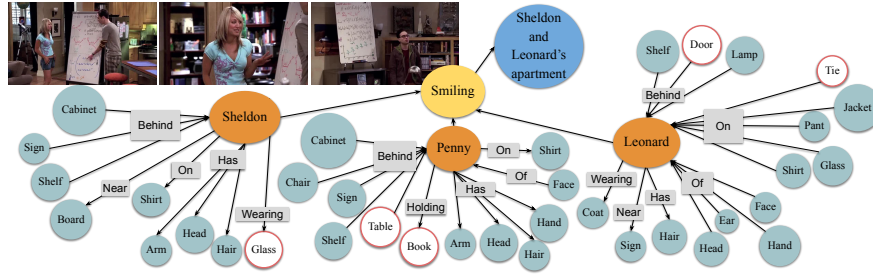 Sheldon
and
Leonard's
apartment
Smiling
Sheldon
Penny
Leonard
Cabinet
Sign
Shelf
Board
Shirt
Arm
Head
Hair
Glass
Behind
Near
On
Has
Wearing
Cabinet
Chair
Sign
Shelf
Table
Book
Arm
Head
Hair
Hand
Face
Shirt
Behind
Holding
Has
Of
On
Shelf
Door
Lamp
Tie
Jacket
Pant
Glass
Shirt
Face
Hand
Ear
Head
Hair
Sign
Coat
Behind
On
Of
Has
Near
Wearing